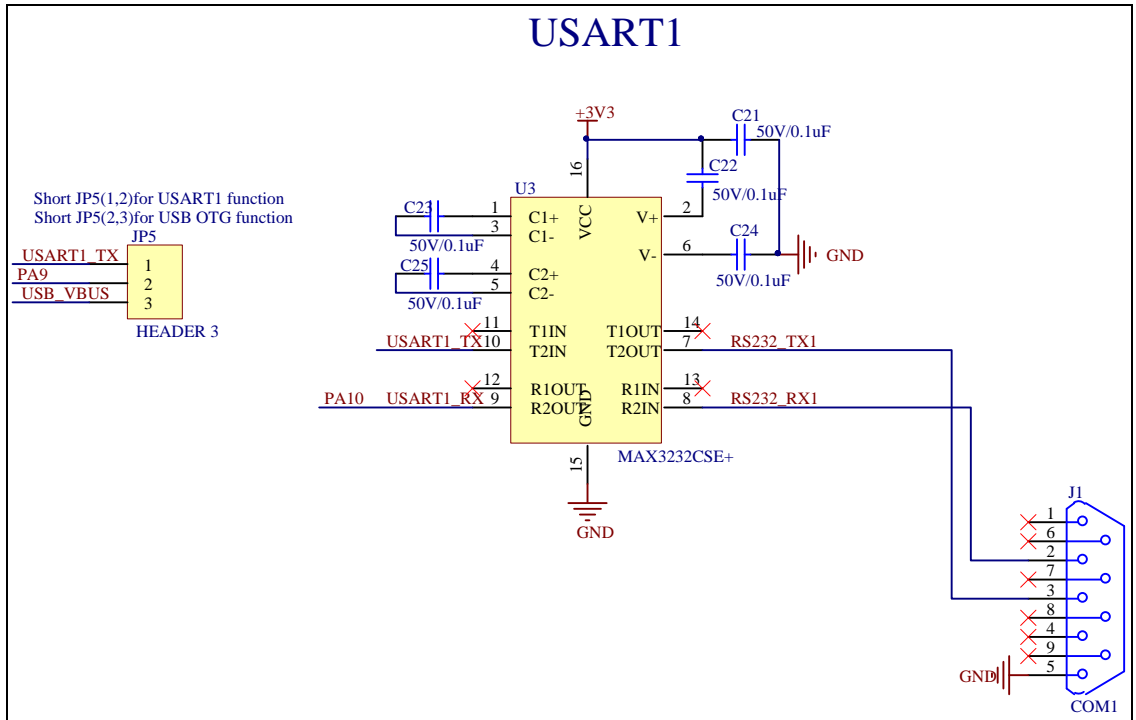 USART1
+3V3
C21
50V/0.1uF
16
C22
50V/0.1uF
Short JP5(1,2)for USART1 function
Short JP5(2,3)for USB OTG function
JP5
USART1_TX
1
PA9
2
USB_VBUS
3
HEADER 3
U3
C23
50V/0.1uF
1
C1+
VCC
V+
2
3
C1-
C25
50V/0.1uF
4
C2+
V-
6
C24
50V/0.1uF
GND
5
C2-
11
T1IN
T1OUT
14
USART1_TX
10
T2IN
T2OUT
7
RS232_TX1
12
R1OUT
R1IN
13
PA10
USART1_RX
9
R2OUT
GND
R2IN
8
RS232_RX1
15
MAX3232CSE+
GND
J1
1
6
2
7
3
8
4
9
GND
5
COM1